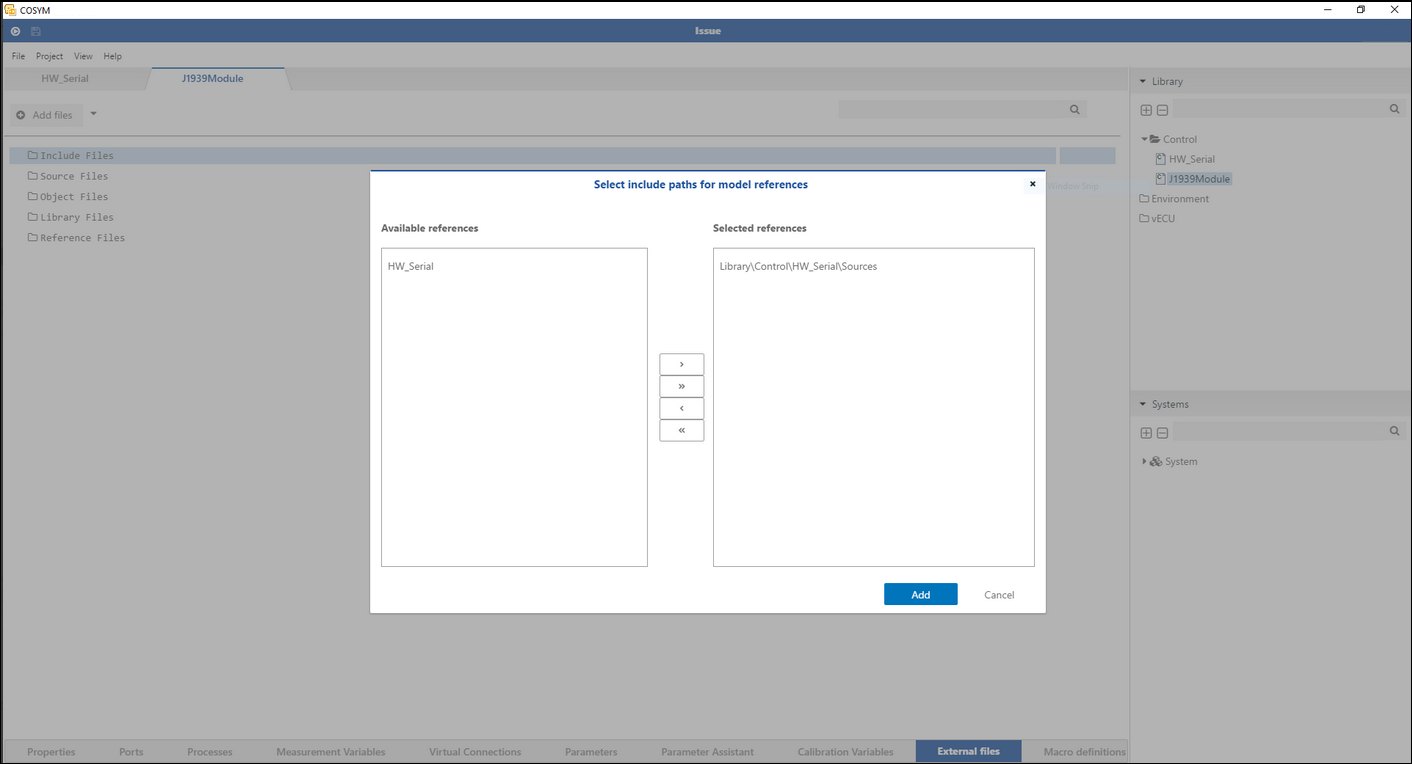 COSYM
Issue
File Project View Help
HW_Serial J1939Module
Add files
Include Files
Source Files
Object Files
Library Files
Reference Files
Select include paths for model references
Window Snip
Available references
HW_Serial
Selected references
Library\Control\HW_Serial\Sources
>
»
<
«
Add Cancel
Library
Control
HW_Serial
J1939Module
Environment
vECU
Systems
System
Properties Ports Processes Measurement Variables Virtual Connections Parameters Parameter Assistant Calibration Variables External files Macro definitions